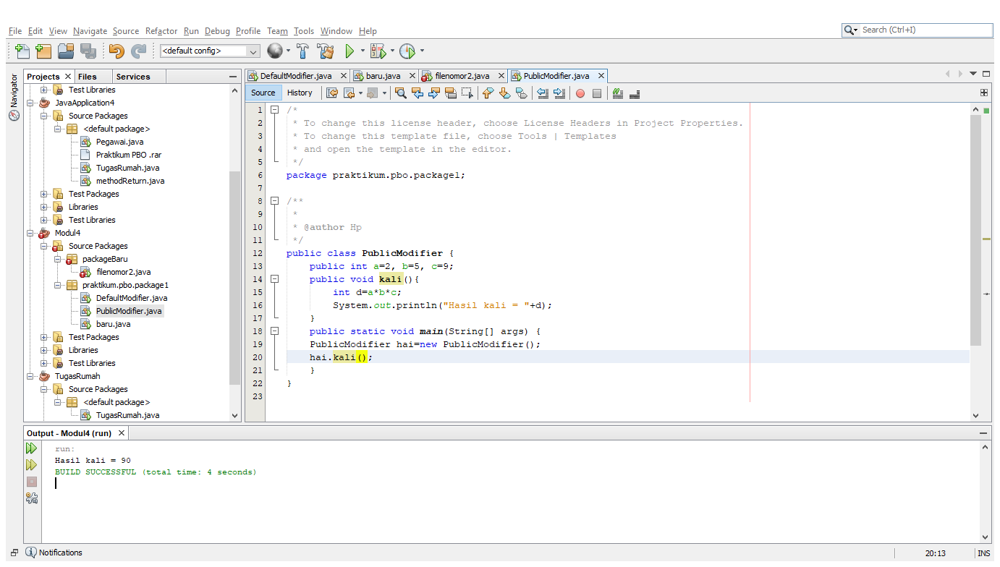 File Edit View Navigate Source Refactor Run Debug Profile Team Tools Window Help
Search (Ctrl+I)
<default config>
Navigator
Projects
Files
Services
Test Libraries
JavaApplication4
Source Packages
<default package>
Pegawai.java
Praktikum PBO .rar
TugasRumah.java
methodReturn.java
Test Packages
Libraries
Test Libraries
Modul4
Source Packages
packageBaru
filenomor2.java
praktikum.pbo.package1
DefaultModifier.java
PublicModifier.java
baru.java
Test Packages
Libraries
Test Libraries
TugasRumah
Source Packages
<default package>
TugasRumah.java
DefaultModifier.java
baru.java
filenomor2.java
PublicModifier.java
Source History
1 /*
2 * To change this license header, choose License Headers in Project Properties.
3 * To change this template file, choose Tools | Templates
4 * and open the template in the editor.
5 */
6 package praktikum.pbo.package1;
7
8 /**
9 *
10 * @author Hp
11 */
12 public class PublicModifier {
13 public int a=2, b=5, c=9;
14 public void kali(){
15 int d=a*b*c;
16 System.out.println("Hasil kali = "+d);
17 }
18 public static void main(String[] args) {
19 PublicModifier hai=new PublicModifier();
20 hai.kali();
21 }
22 }
23
Output - Modul4 (run)
run:
Hasil kali = 90
BUILD SUCCESSFUL (total time: 4 seconds)
Notifications
20:13
INS